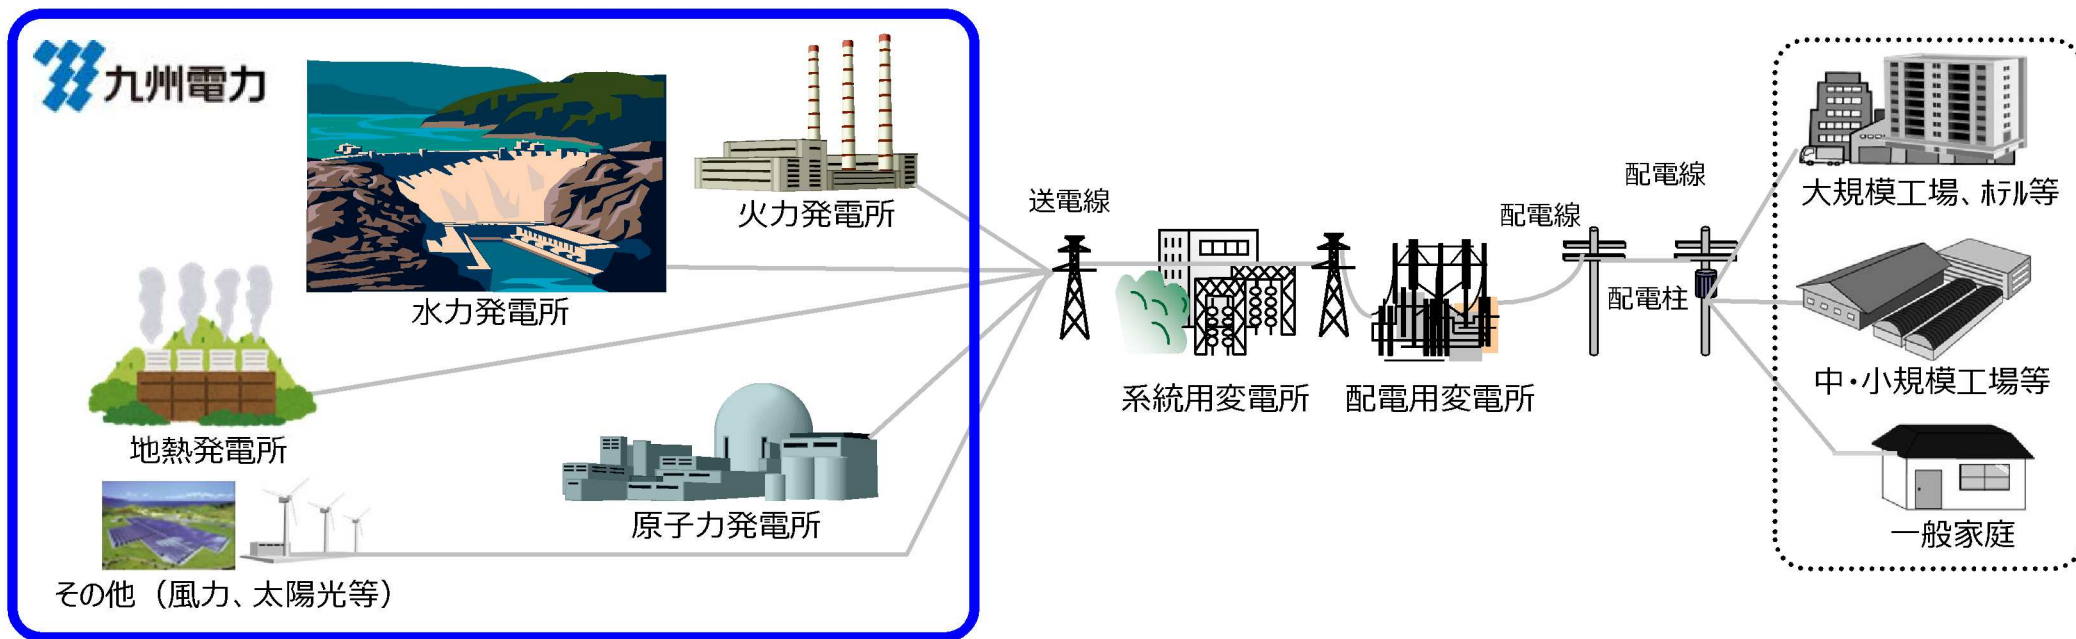 九州電力
火力発電所
水力発電所
地熱発電所
原子力発電所
その他（風力、太陽光等）
送電線
系統用変電所
配電用変電所
配電線
配電線
配電柱
大規模工場、ﾎﾃﾙ等
中・小規模工場等
一般家庭